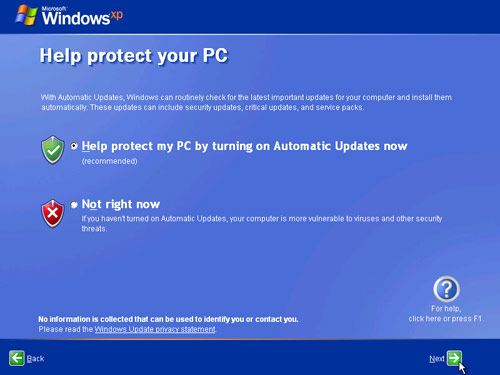 Microsoft
Windows xp
Help protect your PC
With Automatic Updates, Windows can routinely check for the latest important updates for your computer and install them
automatically. These updates can include security updates, critical updates, and service packs.
Help protect my PC by turning on Automatic Updates now
(recommended)
Not right now
If you haven't turned on Automatic Updates, your computer is more vulnerable to viruses and other security
threats.
For help,
click here or press F1.
No information is collected that can be used to identify you or contact you.
Please read the Windows Update privacy statement.
Back
Next